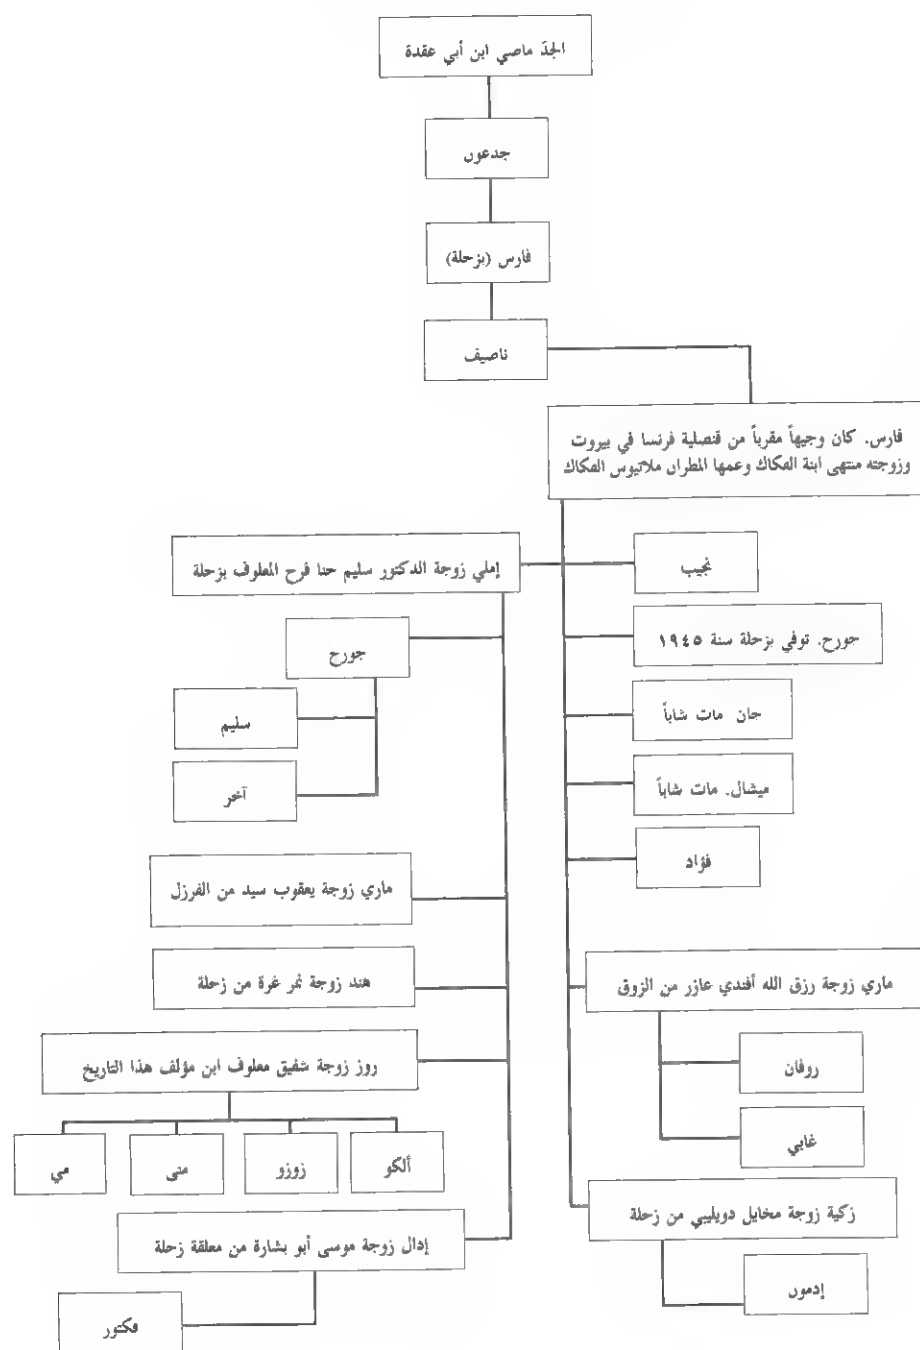 الجدّ ماصي ابن أبي عقدة
جدعون
فارس (بزحلة)
ناصيف
فارس. كان وجيهاً مقرباً من قنصلية فرنسا في بيروت
وزوجته منتهى ابنة الفكاك وعمها المطران ملاتيوس الفكاك
نجيب
جورج. توفي بزحلة سنة ١٩٤٥
جان مات شاباً
ميشال. مات شاباً
فؤاد
ماري زوجة رزق الله أفندي عازر من الزوق
روفان
غابي
زكية زوجة مخايل دويليبي من زحلة
إدمون
إملي زوجة الدكتور سليم حنا فرح المعلوف بزحلة
جورج
سليم
آخر
ماري زوجة يعقوب سيد من الفرزل
هند زوجة نمر غرة من زحلة
روز زوجة شفيق معلوف ابن مؤلف هذا التاريخ
ألكو
زوزو
منى
مي
إدال زوجة موسى أبو بشارة من معلقة زحلة
فكتور